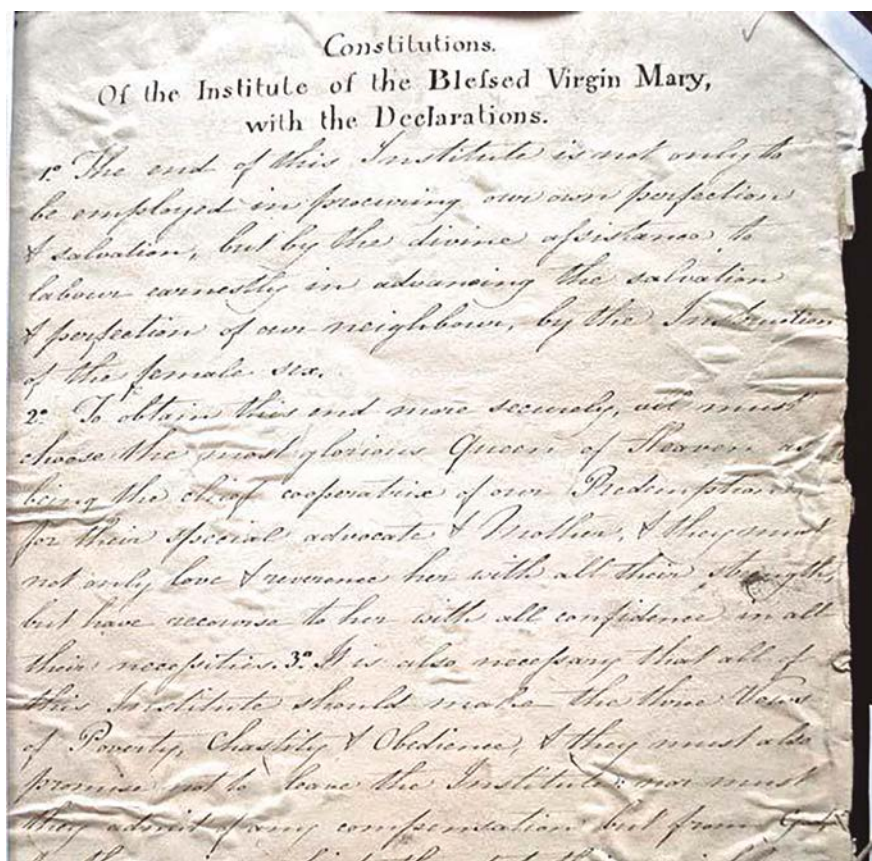 Constitutions.
Of the Institute of the Bleſsed Virgin Mary,
with the Declarations.
1º. The end of this Institute is not only to
be employed in procuring our own perfection
& salvation, but by the divine aſsistance to
labour earnestly in advancing the salvation
& perfection of our neighbour, by the Instruction
of the female sex.
2º. To obtain this end more securely, all must
choose the most glorious Queen of Heaven as
being the chief cooperatrix of our Redemption
for their special advocate & Mother, & they must
not only love & reverence her with all their strength,
but have recourse to her with all confidence in all
their neceſsities. 3º. It is also neceſsary that all of
this Institute should make the three Vows
of Poverty, Chastity & Obedience, & they must also
promise not to leave the Institute: nor must
they admit of any compensation but from God